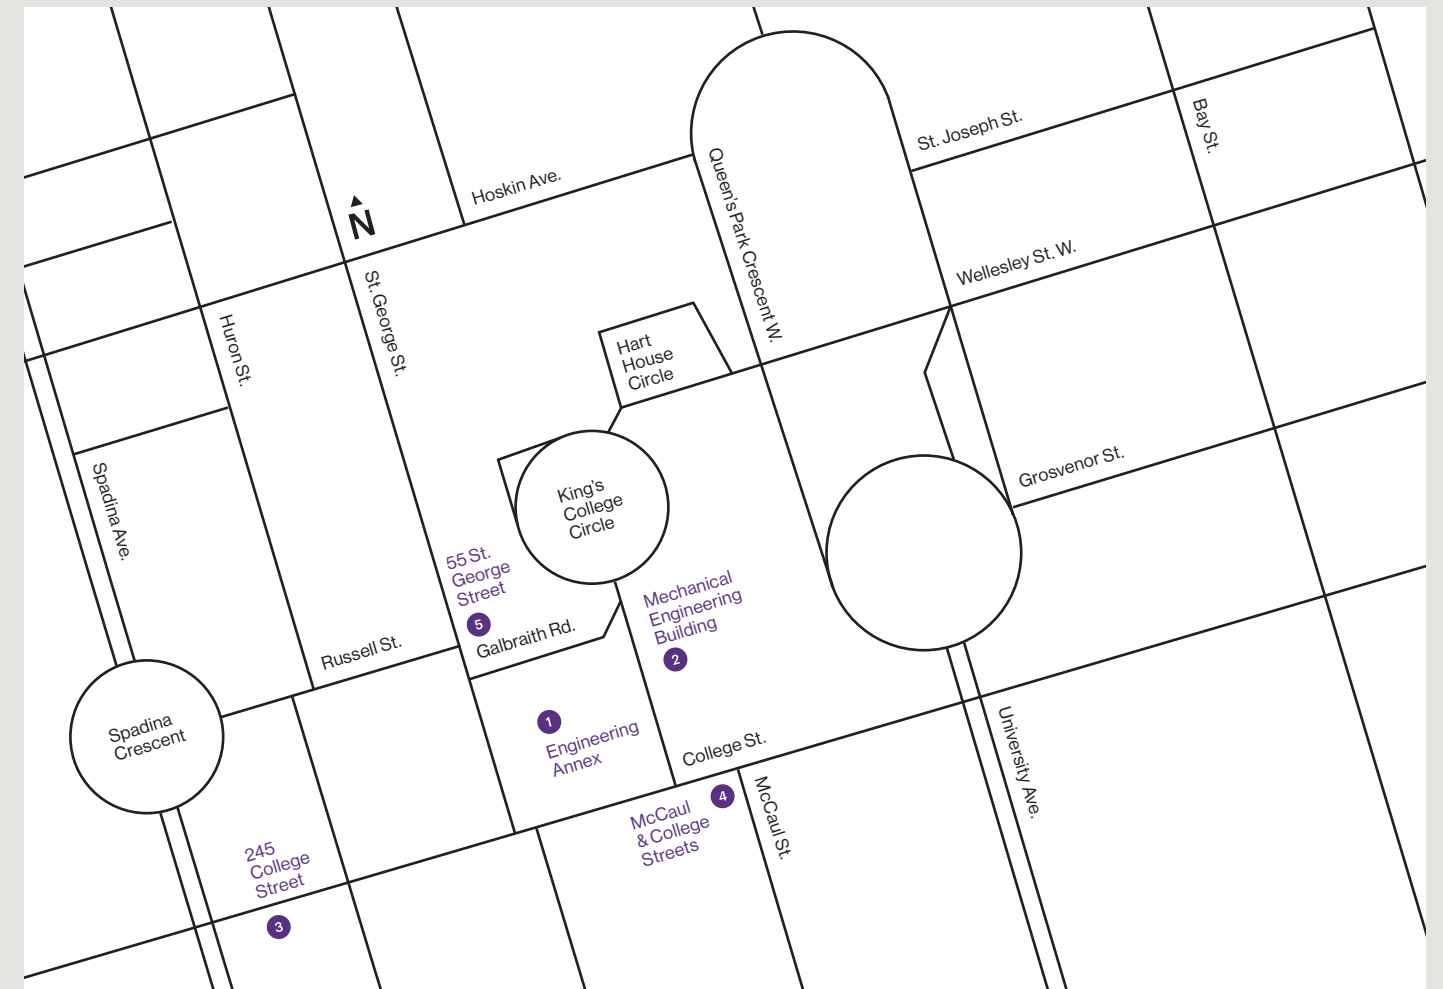 St. Joseph St.
Bay St.
Hoskin Ave.
Queen's Park Crescent W.
N
Wellesley St. W.
St. George St.
Huron St.
Hart
House
Circle
Spadina Ave.
King's
College
Circle
Grosvenor St.
55 St.
George
Street
5
Galbraith Rd.
Mechanical
Engineering
Building
2
Russell St.
Spadina
Crescent
1
Engineering
Annex
College St.
University Ave.
4
McCaul
& College
Streets
McCaul St.
245
College
Street
3